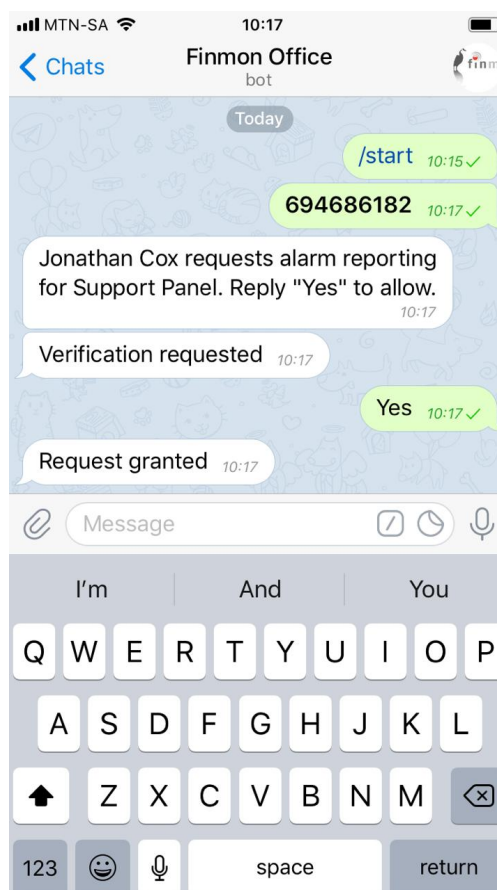 MTN-SA 10:17
Chats Finmon Office
bot
finm
Today
/start 10:15
694686182 10:17
Jonathan Cox requests alarm reporting
for Support Panel. Reply "Yes" to allow.
10:17
Verification requested 10:17
Yes 10:17
Request granted 10:17
Message
I'm And You
Q W E R T Y U I O P
A S D F G H J K L
Z X C V B N M
123 space return